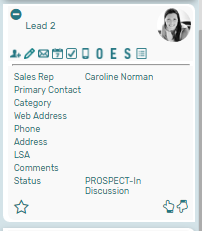 Lead 2
O E S
Sales Rep Caroline Norman
Primary Contact
Category
Web Address
Phone
Address
LSA
Comments
Status PROSPECT-In
Discussion